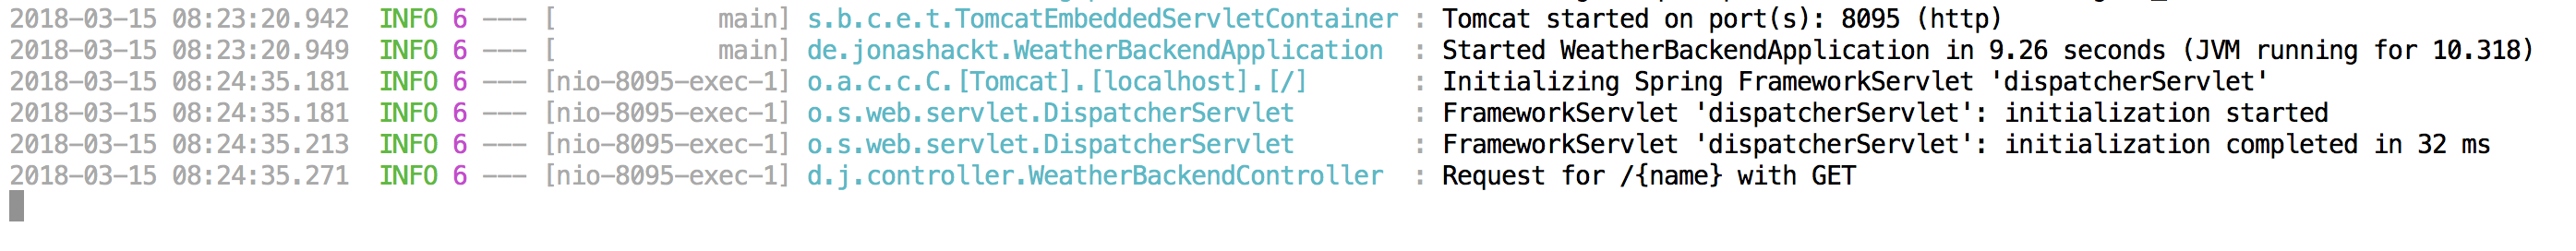 2018-03-15 08:23:20.942  INFO 6 --- [           main] s.b.c.e.t.TomcatEmbeddedServletContainer : Tomcat started on port(s): 8095 (http)
2018-03-15 08:23:20.949  INFO 6 --- [           main] de.jonashackt.WeatherBackendApplication  : Started WeatherBackendApplication in 9.26 seconds (JVM running for 10.318)
2018-03-15 08:24:35.181  INFO 6 --- [nio-8095-exec-1] o.a.c.c.C.[Tomcat].[localhost].[/]       : Initializing Spring FrameworkServlet 'dispatcherServlet'
2018-03-15 08:24:35.181  INFO 6 --- [nio-8095-exec-1] o.s.web.servlet.DispatcherServlet        : FrameworkServlet 'dispatcherServlet': initialization started
2018-03-15 08:24:35.213  INFO 6 --- [nio-8095-exec-1] o.s.web.servlet.DispatcherServlet        : FrameworkServlet 'dispatcherServlet': initialization completed in 32 ms
2018-03-15 08:24:35.271  INFO 6 --- [nio-8095-exec-1] d.j.controller.WeatherBackendController  : Request for /{name} with GET